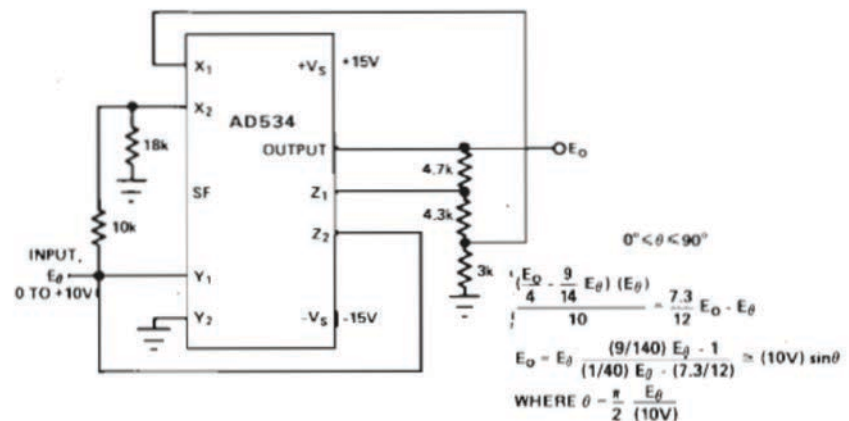 X1
+VS
+15V
X2
AD534
18k
OUTPUT
EO
4.7k
SF
Z1
4.3k
10k
Z2
0° < θ ≤ 90°
INPUT,
Eθ
0 TO +10V
Y1
3k
Y2
-VS
-15V
(EO/4 - 9/14 Eθ) (Eθ) / 10 = 7.3/12 EO - Eθ
EO = Eθ (9/140) Eθ - 1 / (1/40) Eθ - (7.3/12) ≅ (10V) sinθ
WHERE θ = π/2 Eθ/(10V)